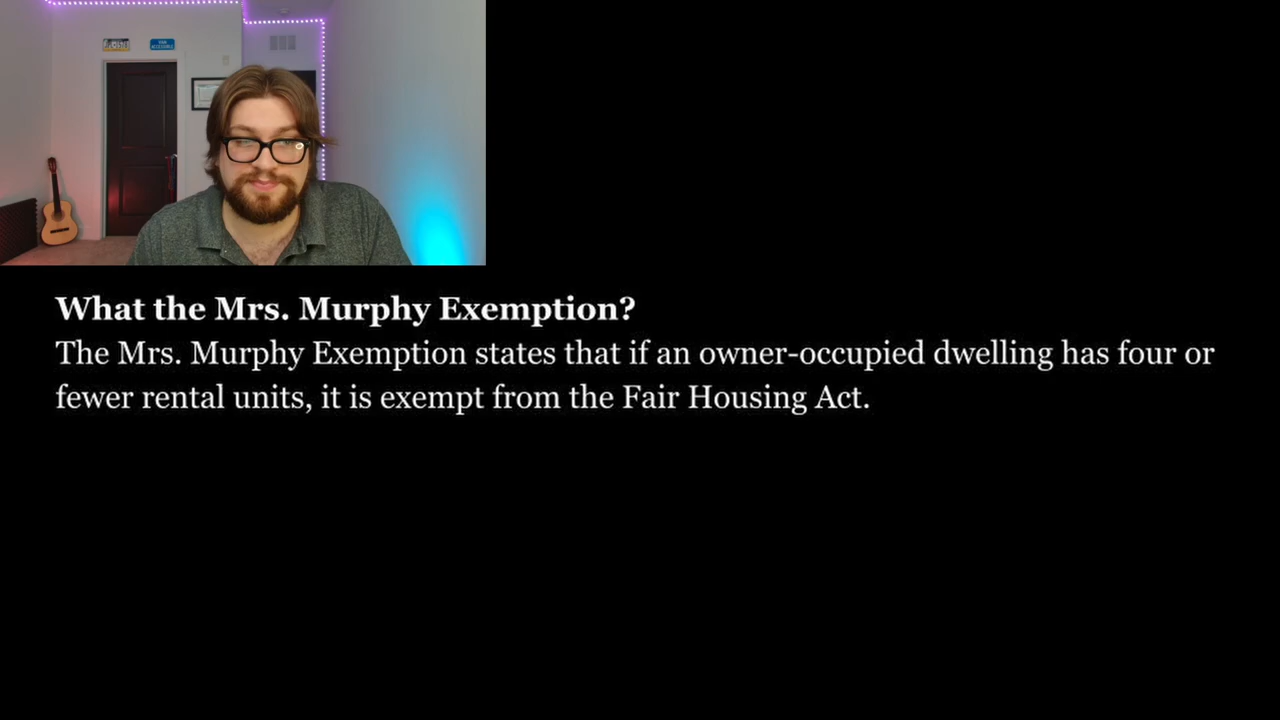 What the Mrs. Murphy Exemption?
The Mrs. Murphy Exemption states that if an owner-occupied dwelling has four or
fewer rental units, it is exempt from the Fair Housing Act.